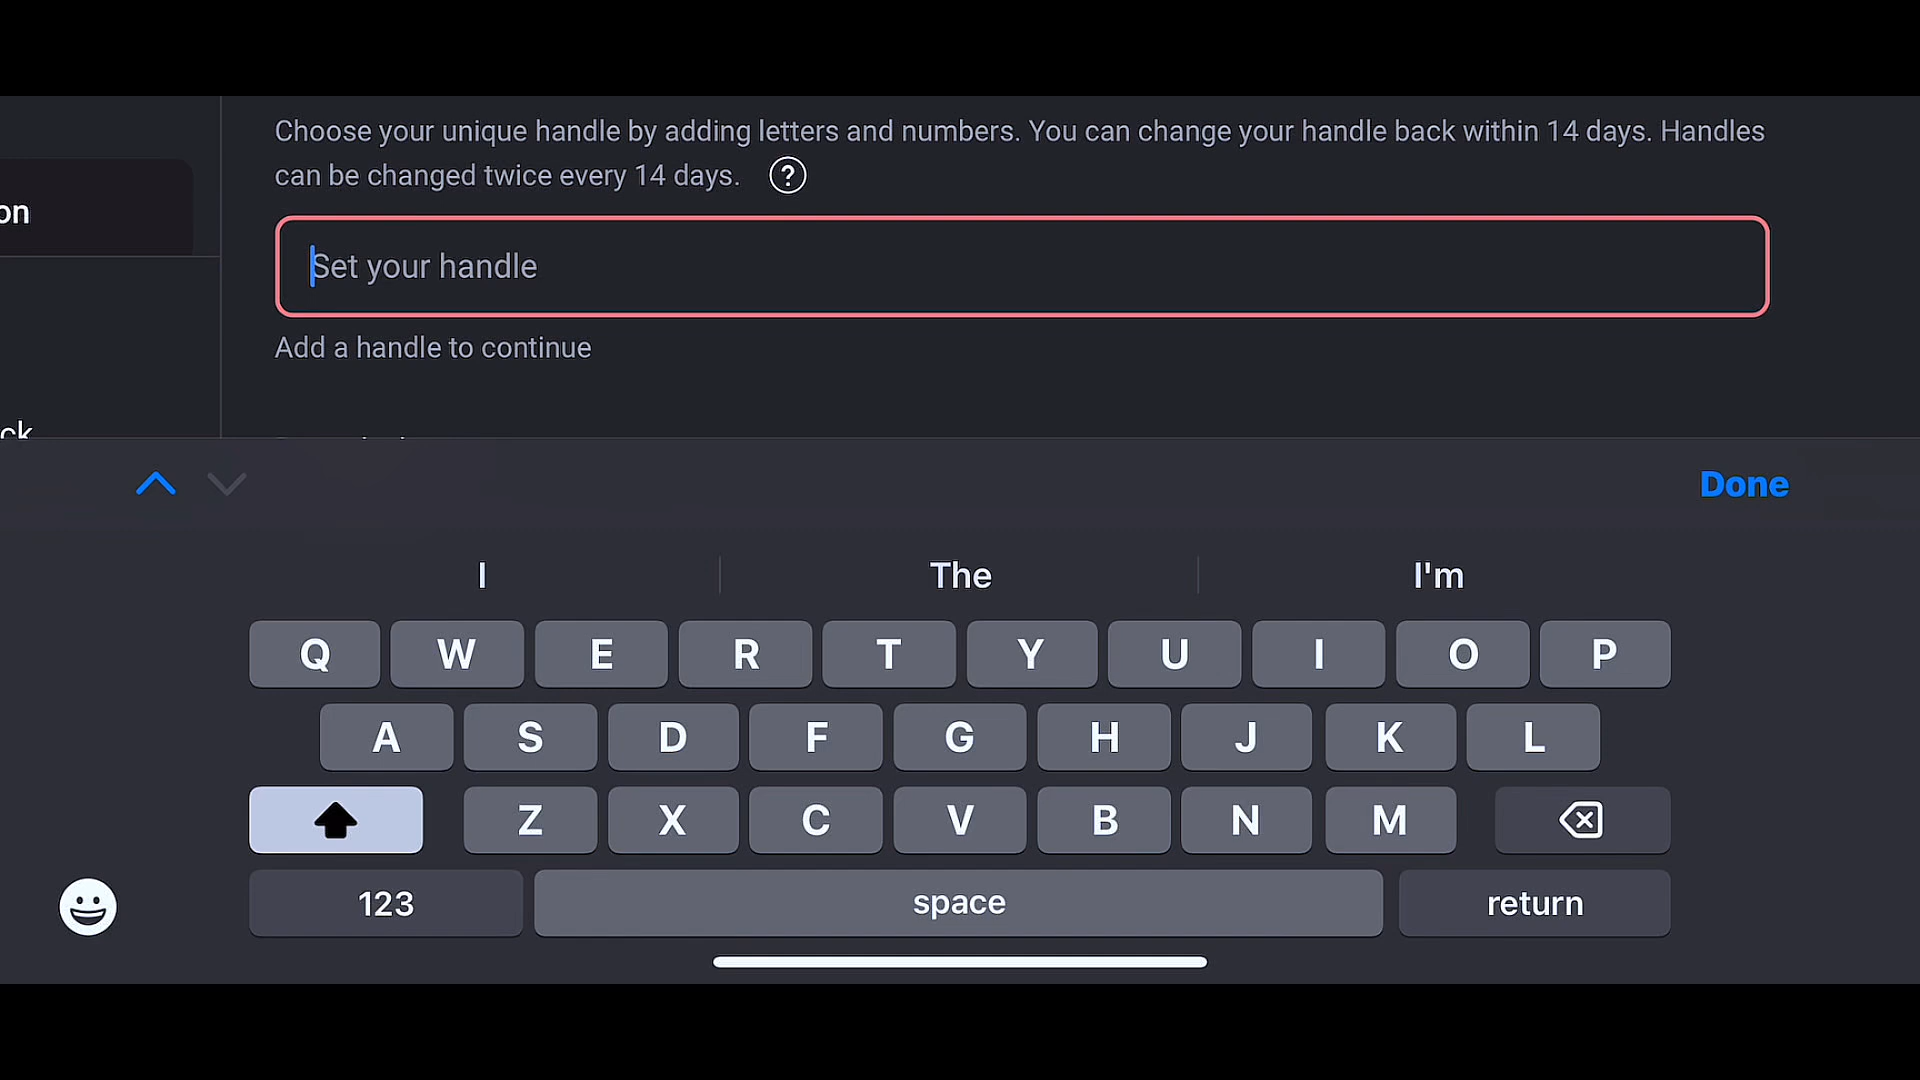 Choose your unique handle by adding letters and numbers. You can change your handle back within 14 days. Handles
can be changed twice every 14 days. ?
on
Set your handle
Add a handle to continue
ck
Done
I The I'm
Q W E R T Y U I O P
A S D F G H J K L
Z X C V B N M
123 space return